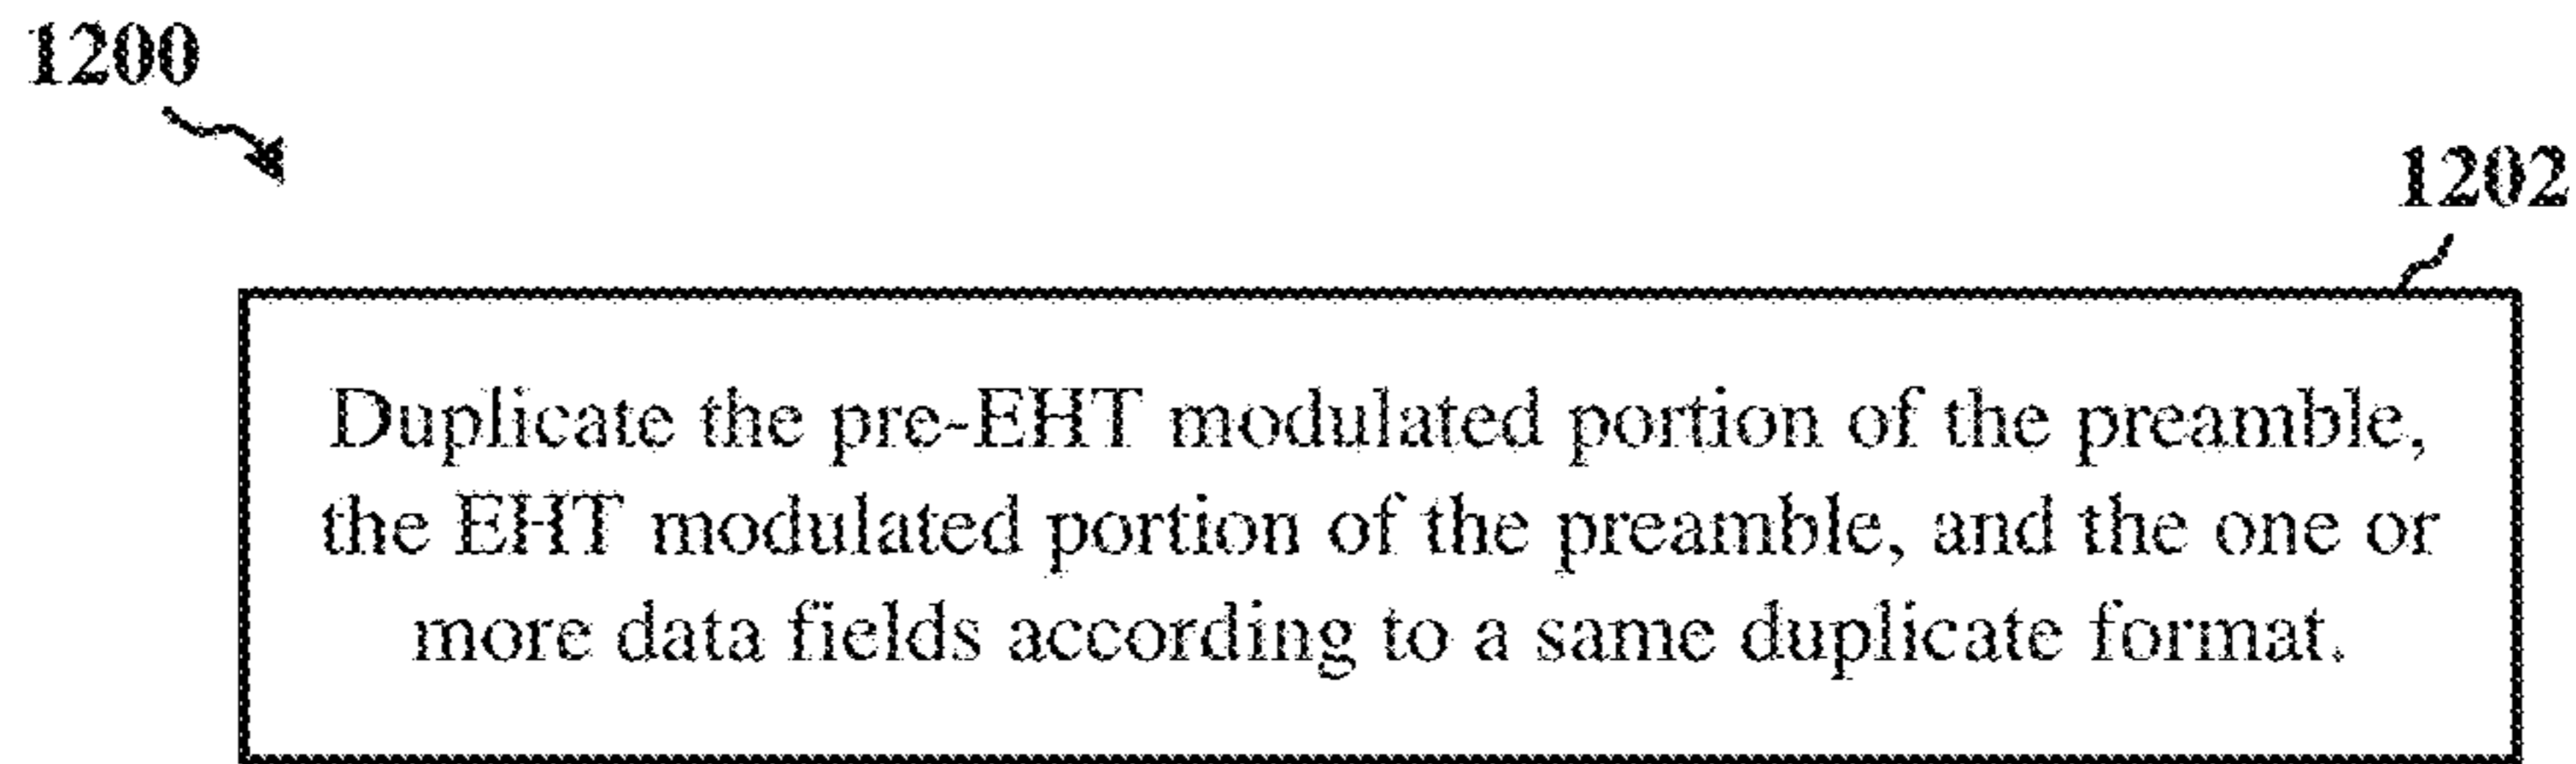 1200
1202
Duplicate the pre-EHT modulated portion of the preamble,
the EHT modulated portion of the preamble, and the one or
more data fields according to a same duplicate format.